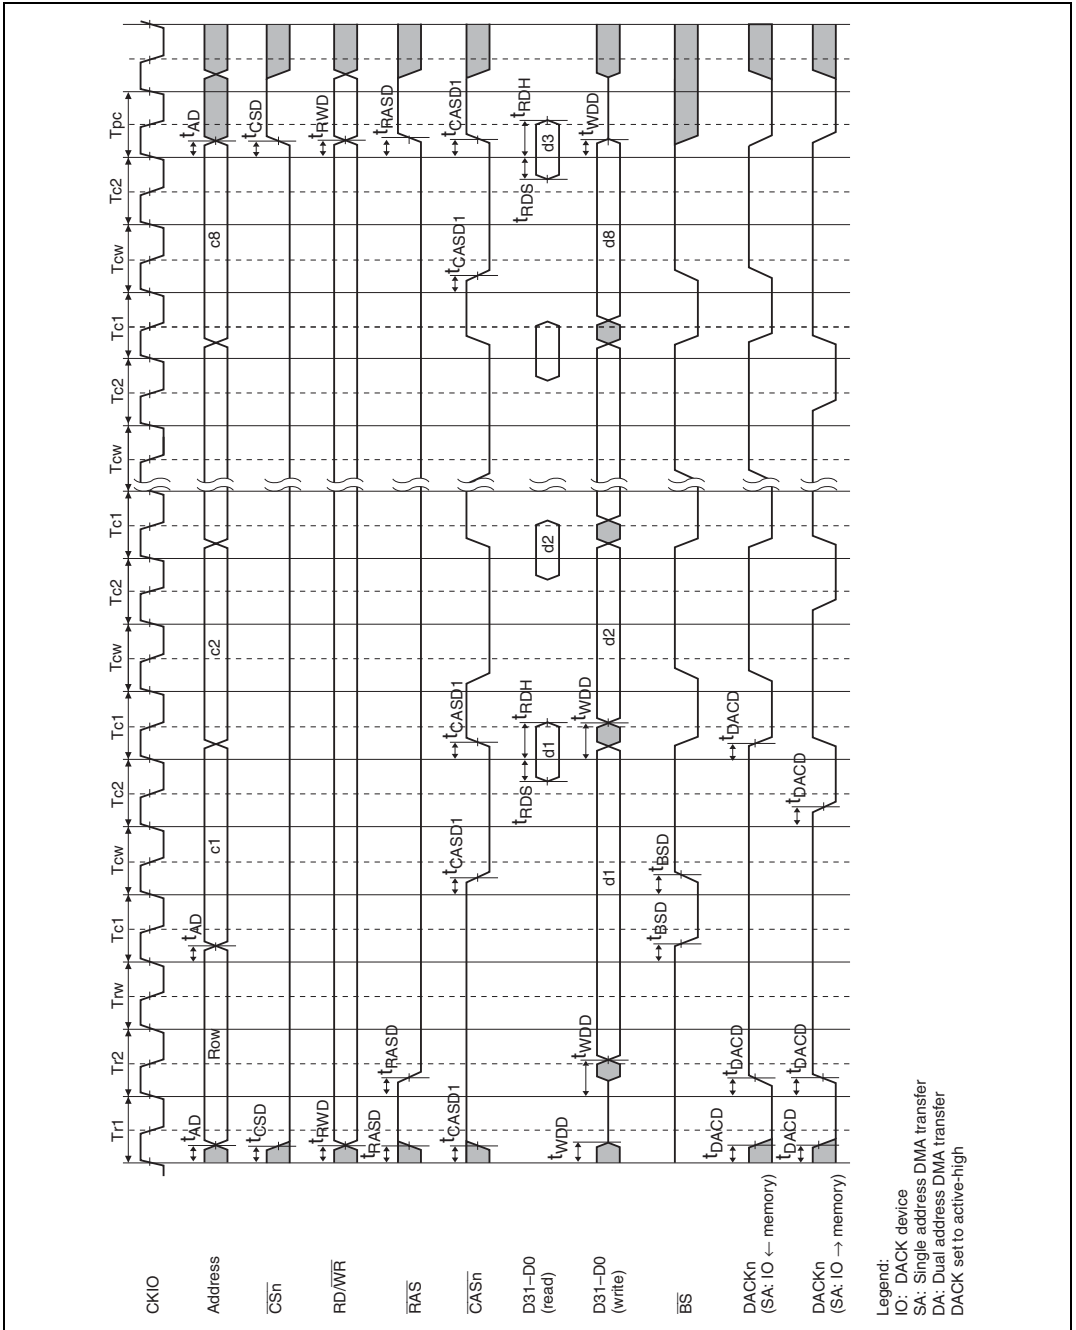 Tr1 Tr2 Trw Tc1 Tcw Tc2 Tc1 Tcw Tc2 Tc1 Tcw Tc2 Tc1 Tcw Tc2 Tpc
CKIO
tAD tAD tAD
Address Row c1 c2 c8
tCSD tCSD
CSn
tRWD tRWD
RD/WR
tRASD tRASD tRASD
RAS
tCASD1 tCASD1 tCASD1 tCASD1 tCASD1
CASn
tRDS tRDH tRDS tRDH
D31–D0
(read)
d1 d2 d3
tWDD tWDD tWDD tWDD
D31–D0
(write)
d1 d2 d8
tBSD tBSD
BS
tDACD tDACD tDACD
DACKn
(SA: IO ← memory)
tDACD tDACD tDACD
DACKn
(SA: IO → memory)
Legend:
IO: DACK device
SA: Single address DMA transfer
DA: Dual address DMA transfer
DACK set to active-high